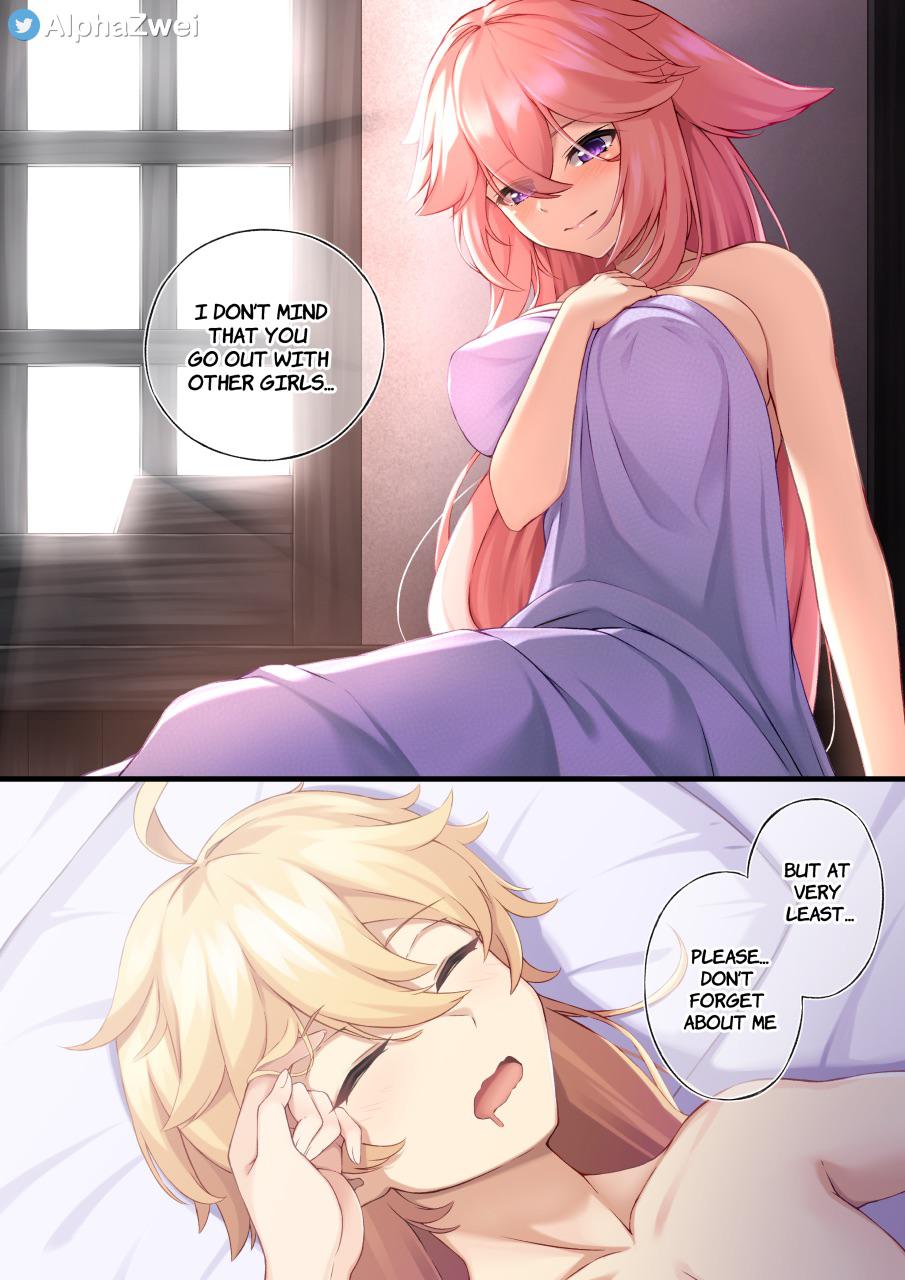 AlphaZwei
I DON'T MIND
THAT YOU
GO OUT WITH
OTHER GIRLS...
BUT AT
VERY
LEAST...
PLEASE...
DON'T
FORGET
ABOUT ME